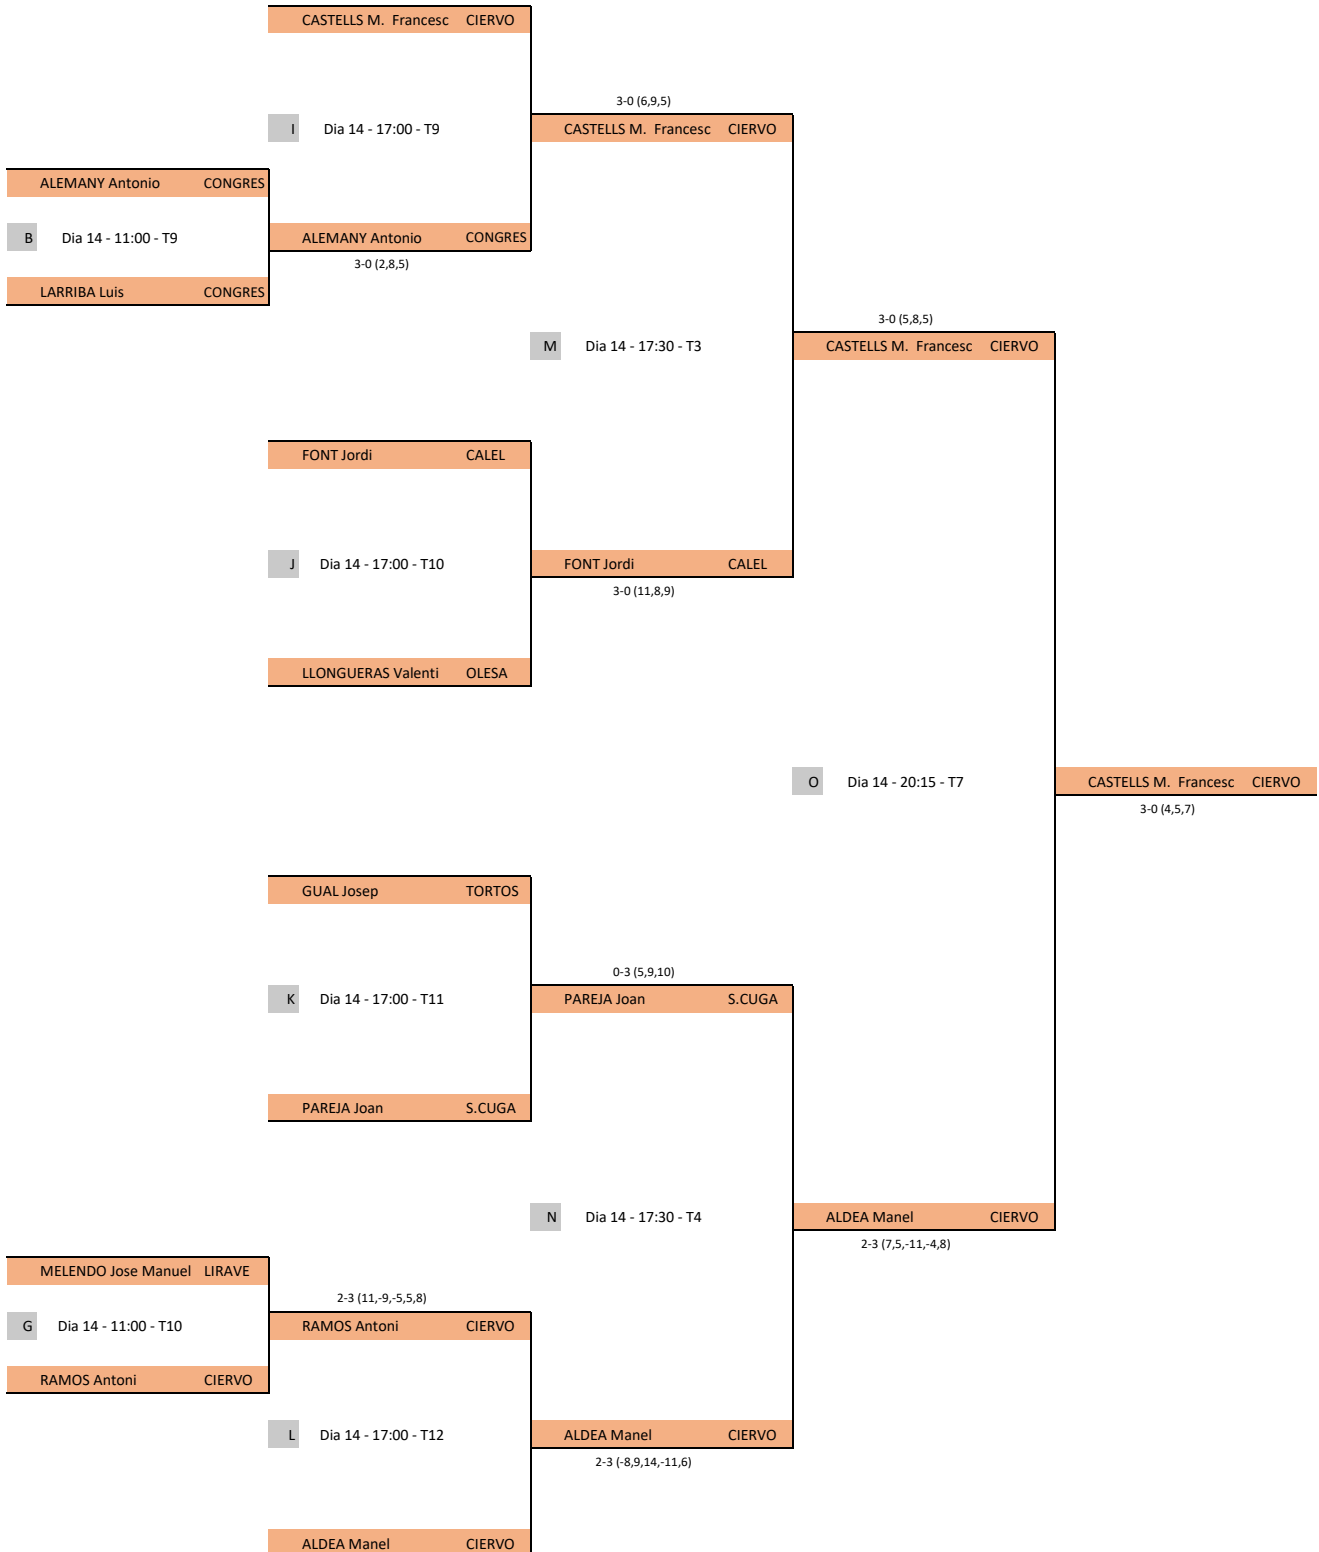 CASTELLS M.  Francesc CIERVO
3-0 (6,9,5)
I Dia 14 - 17:00 - T9 CASTELLS M.  Francesc CIERVO
ALEMANY Antonio CONGRES
B Dia 14 - 11:00 - T9 ALEMANY Antonio CONGRES
3-0 (2,8,5)
LARRIBA Luis CONGRES
3-0 (5,8,5)
M Dia 14 - 17:30 - T3 CASTELLS M.  Francesc CIERVO
FONT Jordi CALEL
J Dia 14 - 17:00 - T10 FONT Jordi CALEL
3-0 (11,8,9)
LLONGUERAS Valenti OLESA
O Dia 14 - 20:15 - T7 CASTELLS M.  Francesc CIERVO
3-0 (4,5,7)
GUAL Josep TORTOS
0-3 (5,9,10)
K Dia 14 - 17:00 - T11 PAREJA Joan S.CUGA
PAREJA Joan S.CUGA
N Dia 14 - 17:30 - T4 ALDEA Manel CIERVO
2-3 (7,5,-11,-4,8)
MELENDO Jose Manuel LIRAVE
2-3 (11,-9,-5,5,8)
G Dia 14 - 11:00 - T10 RAMOS Antoni CIERVO
RAMOS Antoni CIERVO
L Dia 14 - 17:00 - T12 ALDEA Manel CIERVO
2-3 (-8,9,14,-11,6)
ALDEA Manel CIERVO